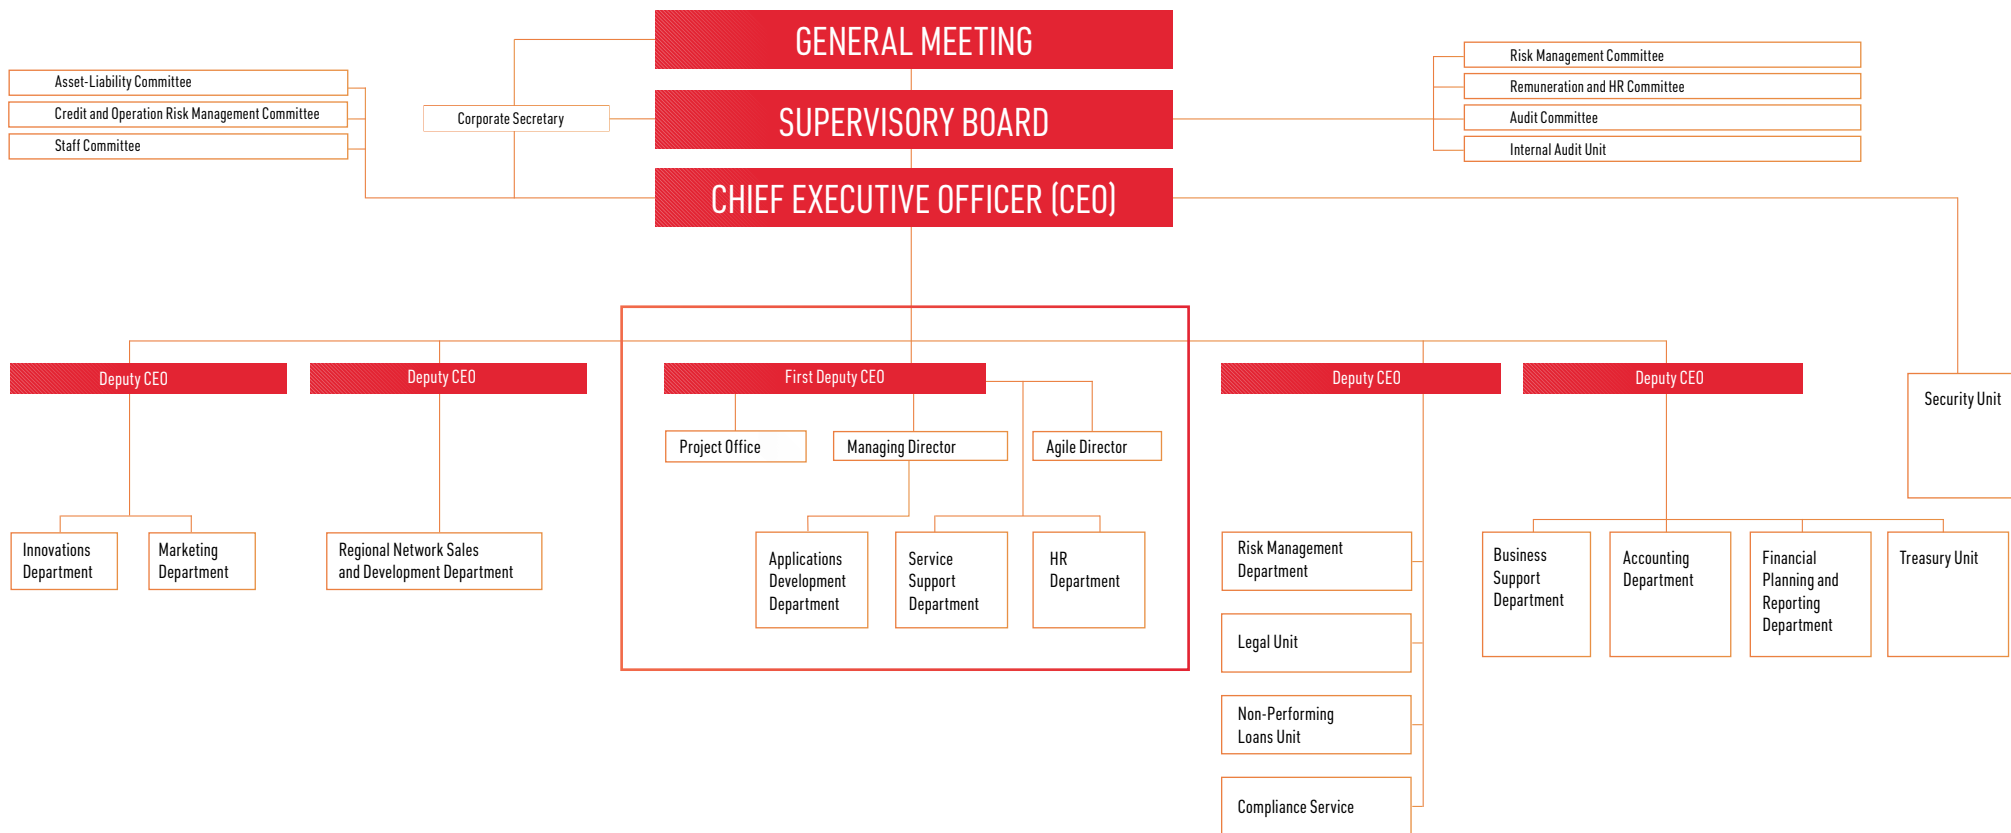 GENERAL MEETING
Asset-Liability Committee
Credit and Operation Risk Management Committee
Staff Committee
Corporate Secretary
SUPERVISORY BOARD
Risk Management Committee
Remuneration and HR Committee
Audit Committee
Internal Audit Unit
CHIEF EXECUTIVE OFFICER (CEO)
Deputy CEO
Deputy CEO
First Deputy CEO
Deputy CEO
Deputy CEO
Security Unit
Project Office
Managing Director
Agile Director
Innovations
Department
Marketing
Department
Regional Network Sales
and Development Department
Applications
Development
Department
Service
Support
Department
HR
Department
Risk Management
Department
Legal Unit
Non-Performing
Loans Unit
Compliance Service
Business
Support
Department
Accounting
Department
Financial
Planning and
Reporting
Department
Treasury Unit